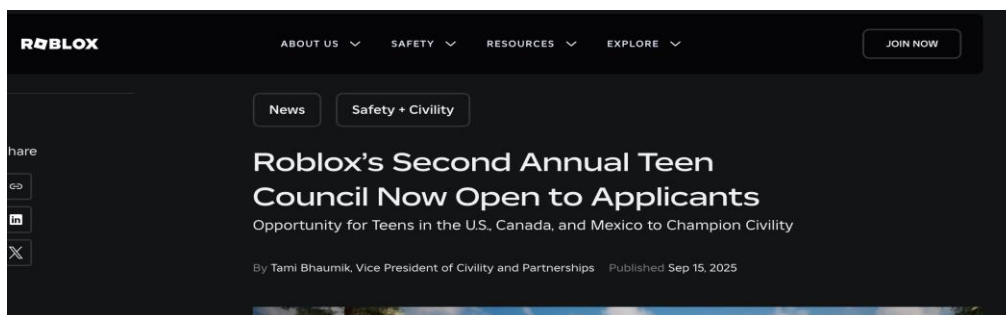 ROBLOX
ABOUT US SAFETY RESOURCES EXPLORE JOIN NOW
News Safety + Civility
hare
Roblox's Second Annual Teen
Council Now Open to Applicants
Opportunity for Teens in the U.S., Canada, and Mexico to Champion Civility
in
X
By Tami Bhaumik, Vice President of Civility and Partnerships Published Sep 15, 2025